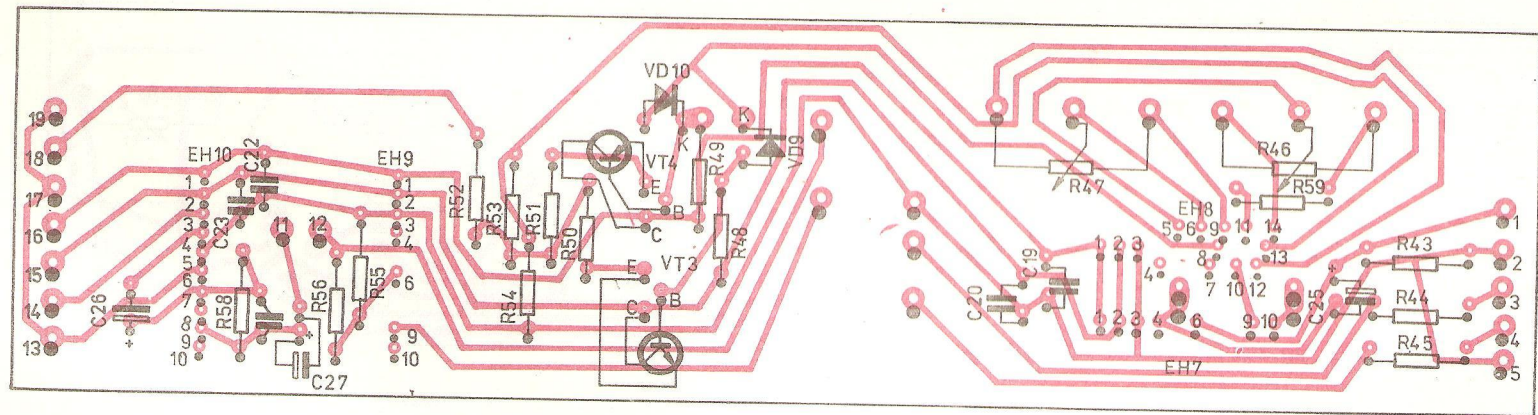 19
18
17
16
15
14
13
EH10
1
2
3
4
5
6
7
8
9
10
C22
C23
11
12
C26
+
R58
+
C27
R56
R55
EH9
1
2
3
4
6
9
10
R52
R53
R51
R50
R54
VD10
K
VT4
E
B
C
R49
K
VD9
R48
VT3
E
B
C
R47
R46
R59
EH8
5
6
9
11
14
8
13
4
7
10
12
1
2
3
C19
C20
1
2
3
4
6
9
10
EH7
+
C25
R43
R44
R45
1
2
3
4
5